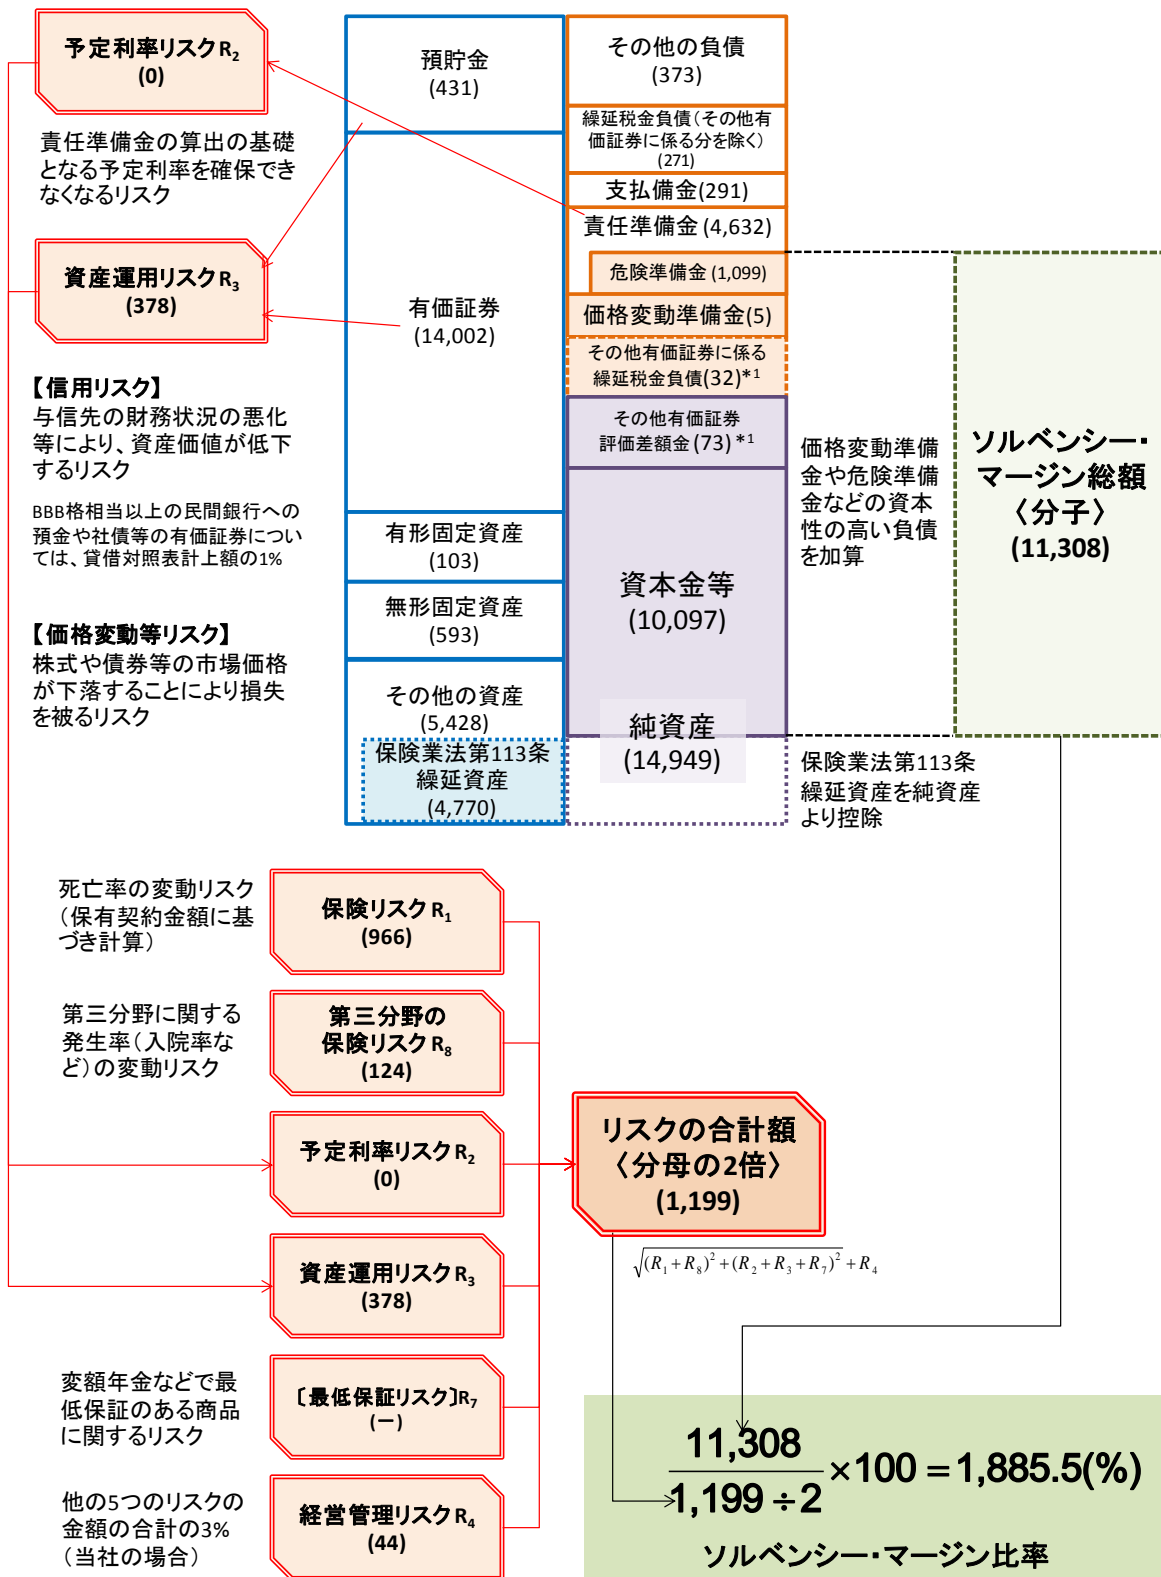 予定利率リスクR2
(0)
責任準備金の算出の基礎
となる予定利率を確保でき
なくなるリスク
資産運用リスクR3
(378)
【信用リスク】
与信先の財務状況の悪化
等により、資産価値が低下
するリスク
BBB格相当以上の民間銀行への
預金や社債等の有価証券につい
ては、貸借対照表計上額の1%
【価格変動等リスク】
株式や債券等の市場価格
が下落することにより損失
を被るリスク
預貯金
(431)
有価証券
(14,002)
有形固定資産
(103)
無形固定資産
(593)
その他の資産
(5,428)
保険業法第113条
繰延資産
(4,770)
その他の負債
(373)
繰延税金負債(その他有
価証券に係る分を除く)
(271)
支払備金(291)
責任準備金(4,632)
危険準備金(1,099)
価格変動準備金(5)
その他有価証券に係る
繰延税金負債(32)*1
その他有価証券
評価差額金(73)*1
資本金等
(10,097)
純資産
(14,949)
価格変動準備
金や危険準備
金などの資本
性の高い負債
を加算
保険業法第113条
繰延資産を純資産
より控除
ソルベンシー・
マージン総額
〈分子〉
(11,308)
死亡率の変動リスク
(保有契約金額に基
づき計算)
保険リスクR1
(966)
第三分野に関する
発生率(入院率な
ど)の変動リスク
第三分野の
保険リスクR8
(124)
予定利率リスクR2
(0)
資産運用リスクR3
(378)
変額年金などで最
低保証のある商品
に関するリスク
〔最低保証リスク〕R7
(ー)
他の5つのリスクの
金額の合計の3%
(当社の場合)
経営管理リスクR4
(44)
リスクの合計額
〈分母の2倍〉
(1,199)
√(R1+R8)²+(R2+R3+R7)²+R4
11,308
1,199÷2
×100=1,885.5(%)
ソルベンシー・マージン比率